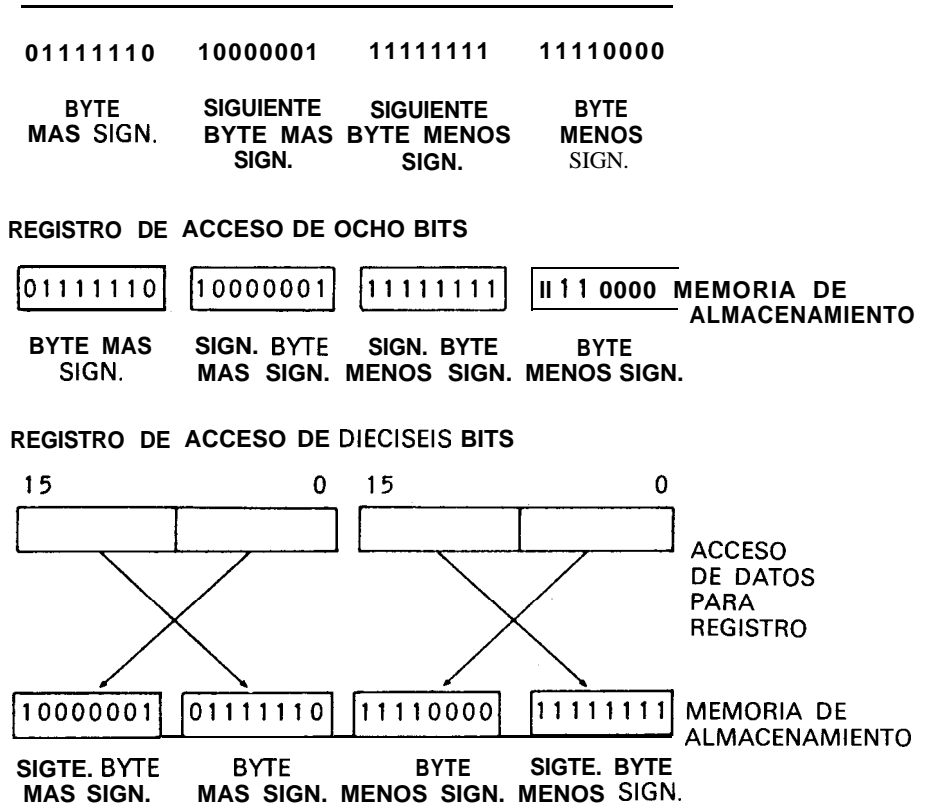 01111110 10000001 11111111 11110000
BYTE SIGUIENTE SIGUIENTE BYTE
MAS SIGN. BYTE MAS BYTE MENOS MENOS
SIGN. SIGN. SIGN.
REGISTRO DE ACCESO DE OCHO BITS
01111110 10000001 11111111 II 1 1 0000 MEMORIA DE
ALMACENAMIENTO
BYTE MAS SIGN. BYTE SIGN. BYTE BYTE
SIGN. MAS SIGN. MENOS SIGN. MENOS SIGN.
REGISTRO DE ACCESO DE DIECISEIS BITS
15 0 15 0
ACCESO
DE DATOS
PARA
REGISTRO
10000001 01111110 11110000 11111111 MEMORIA DE
ALMACENAMIENTO
SIGTE. BYTE BYTE BYTE SIGTE. BYTE
MAS SIGN. MAS SIGN. MENOS SIGN. MENOS SIGN.